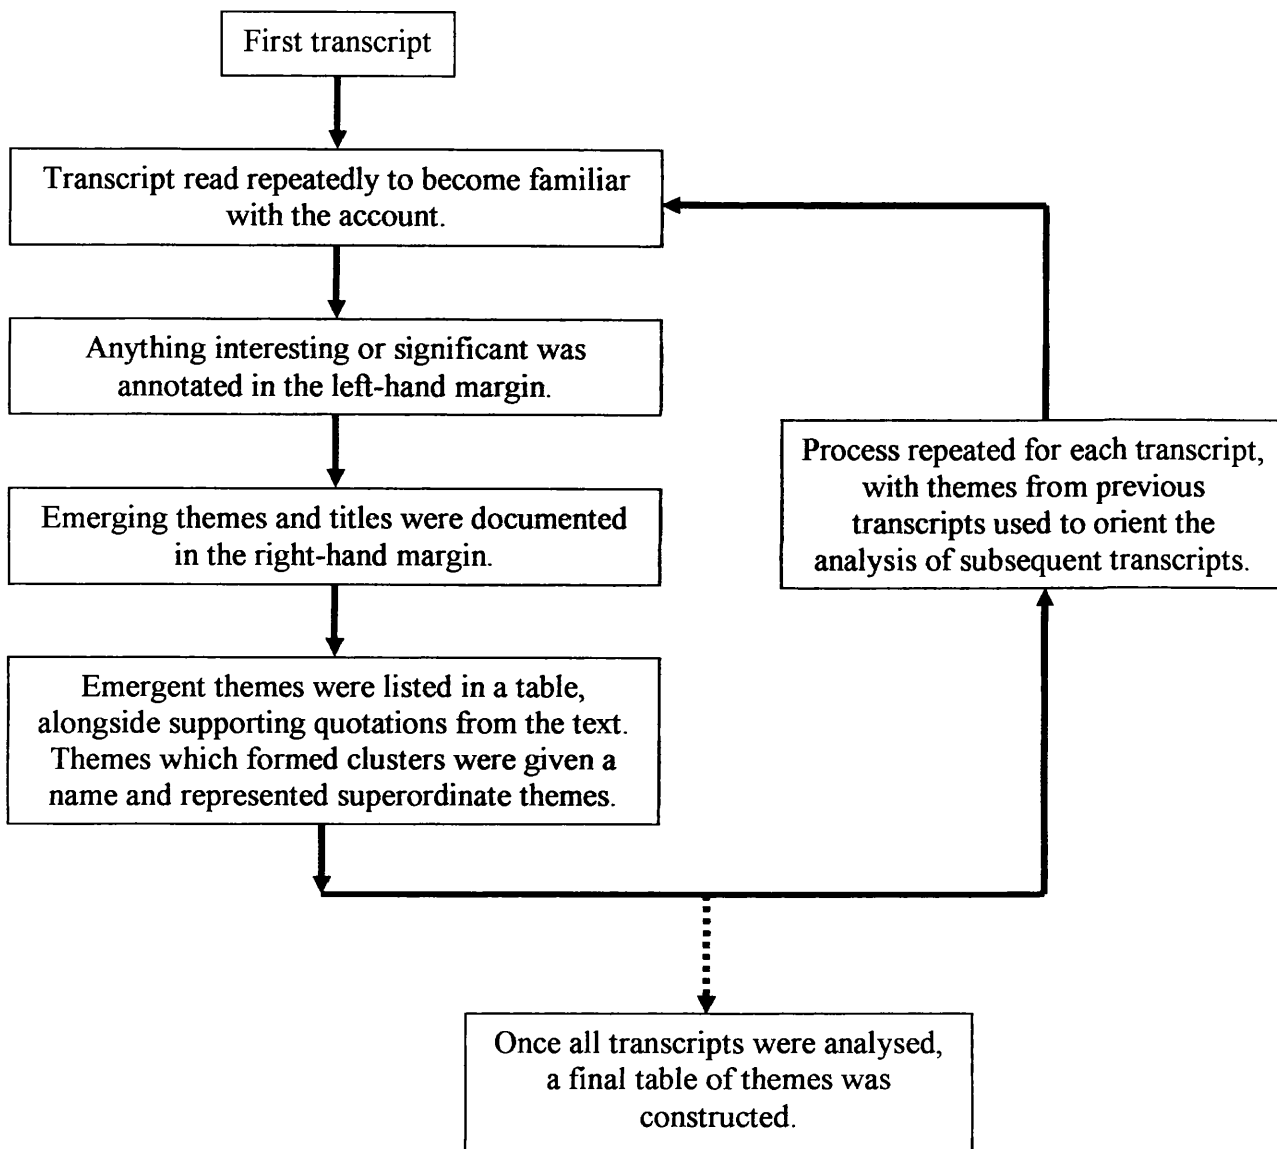 First transcript
Transcript read repeatedly to become familiar
with the account.
Anything interesting or significant was
annotated in the left-hand margin.
Emerging themes and titles were documented
in the right-hand margin.
Emergent themes were listed in a table,
alongside supporting quotations from the text.
Themes which formed clusters were given a
name and represented superordinate themes.
Process repeated for each transcript,
with themes from previous
transcripts used to orient the
analysis of subsequent transcripts.
Once all transcripts were analysed,
a final table of themes was
constructed.